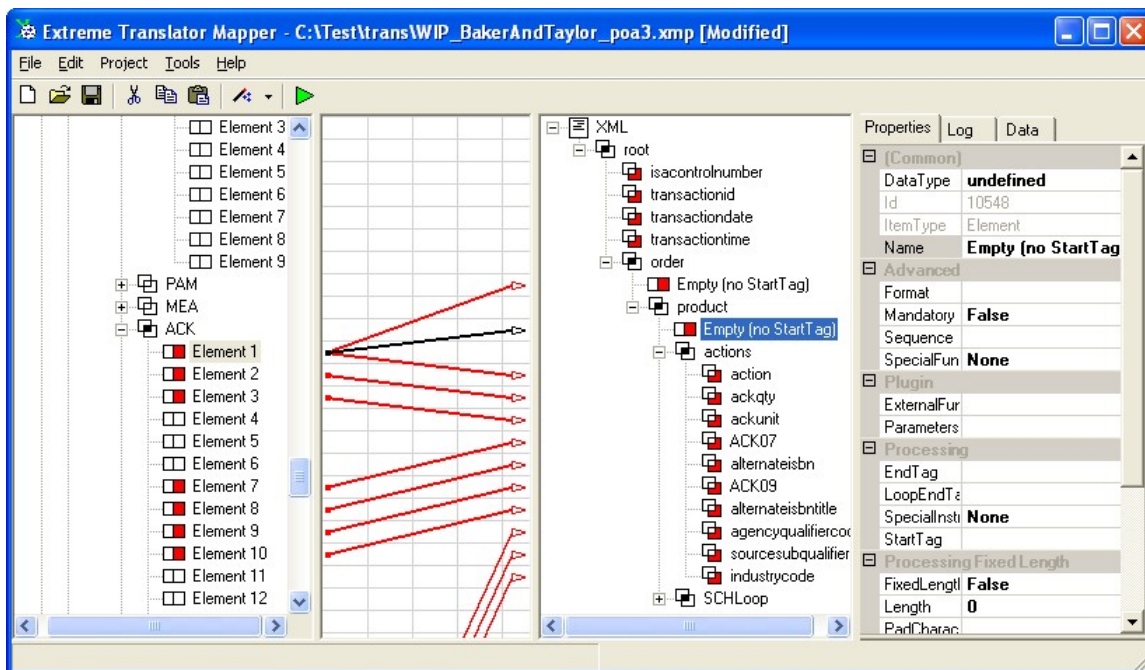 Extreme Translator Mapper - C:\Test\trans\WIP_BakerAndTaylor_poa3.xmp [Modified]
File Edit Project Tools Help
Element 3
Element 4
Element 5
Element 6
Element 7
Element 8
Element 9
PAM
MEA
ACK
Element 1
Element 2
Element 3
Element 4
Element 5
Element 6
Element 7
Element 8
Element 9
Element 10
Element 11
Element 12
XML
root
isacontrolnumber
transactionid
transactiondate
transactiontime
order
Empty (no StartTag)
product
Empty (no StartTag)
actions
action
ackqty
ackunit
ACK07
alternateisbn
ACK09
alternateisbntitle
agencyqualifiercod
sourcesubqualifier
industrycode
SCHLoop
Properties Log Data
(Common)
DataType undefined
Id 10548
ItemType Element
Name Empty (no StartTag
Advanced
Format
Mandatory False
Sequence
SpecialFun None
Plugin
ExternalFur
Parameters
Processing
EndTag
LoopEndTa
SpecialInstr None
StartTag
Processing Fixed Length
FixedLengtl False
Length 0
PadCharac